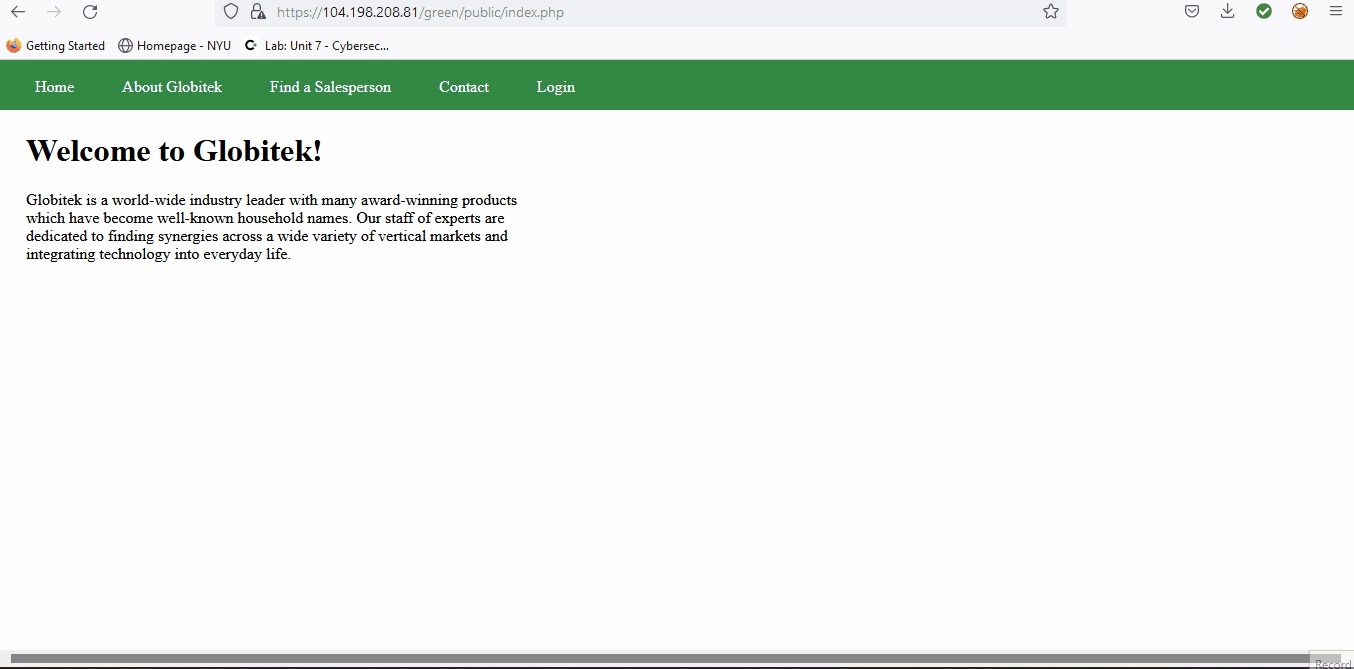 https://104.198.208.81/green/public/index.php
Getting Started Homepage - NYU Lab: Unit 7 - Cybersec...
Home About Globitek Find a Salesperson Contact Login
Welcome to Globitek!
Globitek is a world-wide industry leader with many award-winning products
which have become well-known household names. Our staff of experts are
dedicated to finding synergies across a wide variety of vertical markets and
integrating technology into everyday life.
Record